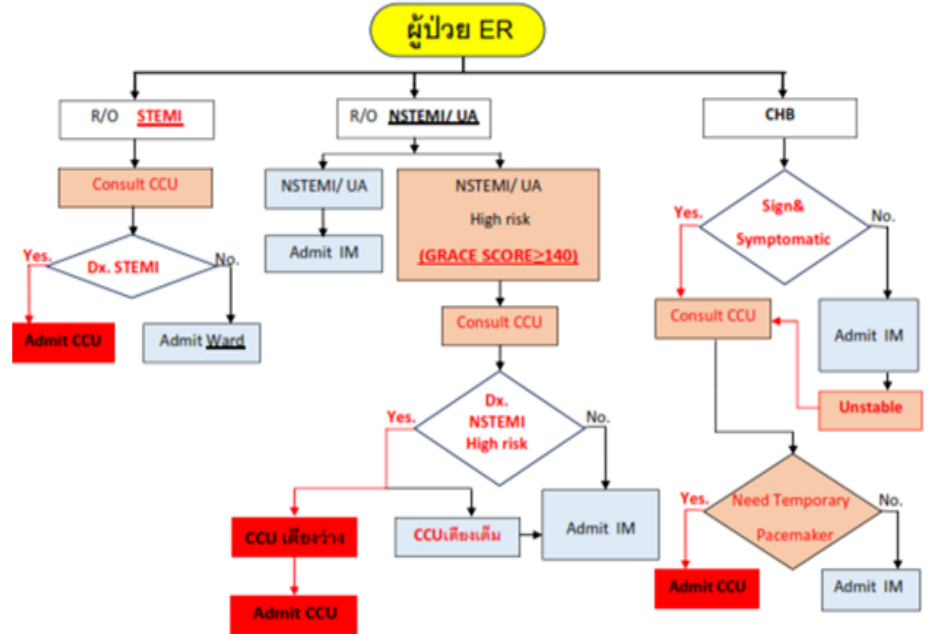 ผู้ป่วย ER
R/O STEMI
R/O NSTEMI/ UA
CHB
Consult CCU
NSTEMI/ UA
NSTEMI/ UA
High risk
(GRACE SCORE≥140)
Admit IM
Yes.
Sign&
Symptomatic
No.
Yes.
Dx. STEMI
No.
Admit CCU
Admit Ward
Consult CCU
Consult CCU
Admit IM
Unstable
Yes.
Dx.
NSTEMI
High risk
No.
CCU เตียงว่าง
CCUเตียงเต็ม
Admit IM
Admit CCU
Yes.
Need Temporary
Pacemaker
No.
Admit CCU
Admit IM